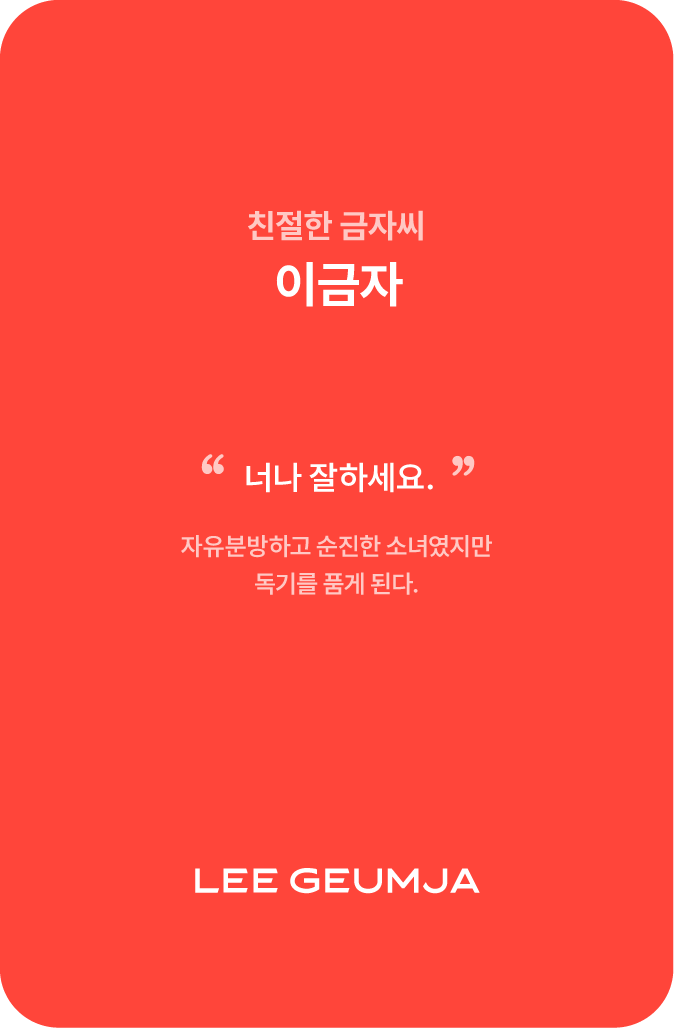 친절한 금자씨
이금자
“ 너나 잘하세요. ”
자유분방하고 순진한 소녀였지만
독기를 품게 된다.
LEE GEUMJA